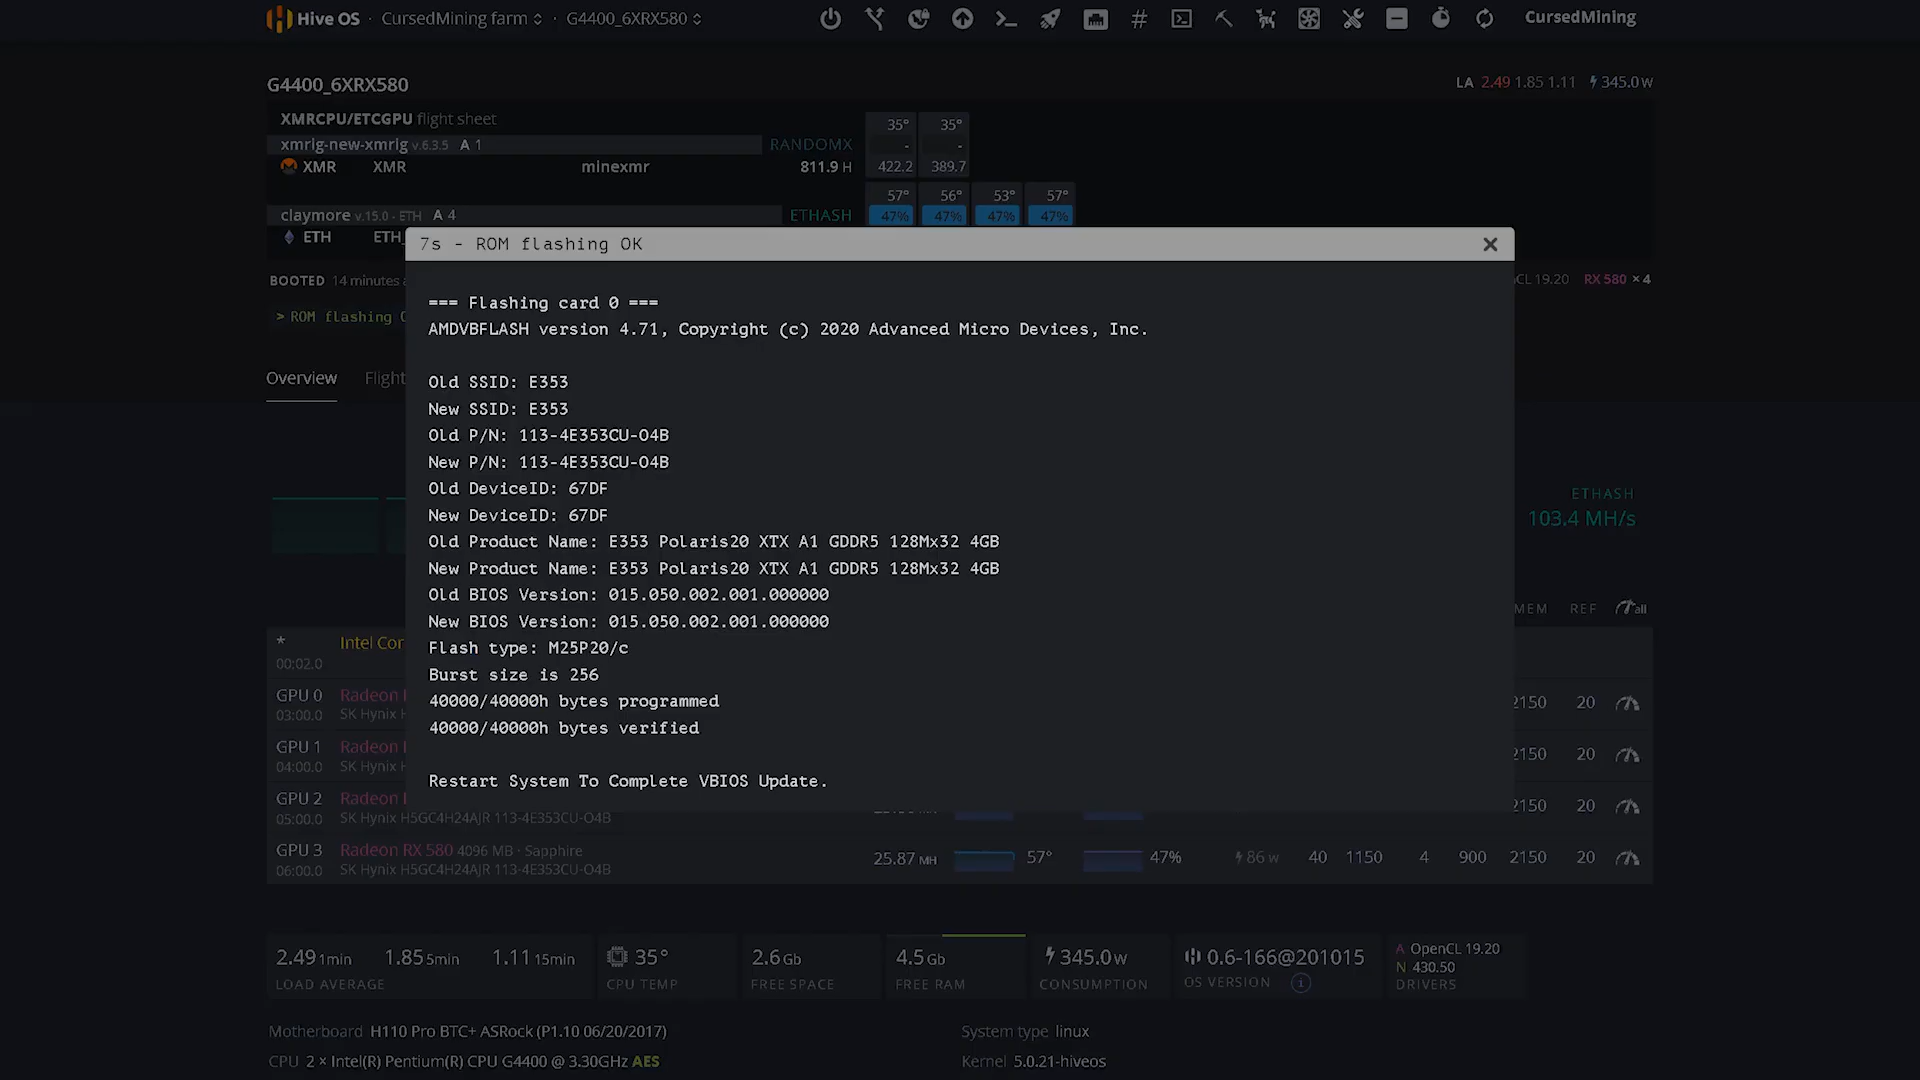 Hive OS · CursedMining farm · G4400_6XRX580
CursedMining
G4400_6XRX580
LA 2.49 1.85 1.11 345.0 W
XMRCPU/ETCGPU flight sheet
xmrig-new-xmrig v.6.3.5 A 1 RANDOMX
XMR XMR minexmr 811.9 H
35° 35°
- -
422.2 389.7
claymore v.15.0 - ETH A 4 ETHASH
57° 56° 53° 57°
47% 47% 47% 47%
ETH ETH_
7s - ROM flashing OK
BOOTED 14 minutes a
CL 19.20 RX 580 × 4
> ROM flashing O
Overview Flight
=== Flashing card 0 ===
AMDVBFLASH version 4.71, Copyright (c) 2020 Advanced Micro Devices, Inc.
Old SSID: E353
New SSID: E353
Old P/N: 113-4E353CU-O4B
New P/N: 113-4E353CU-O4B
Old DeviceID: 67DF
New DeviceID: 67DF
Old Product Name: E353 Polaris20 XTX A1 GDDR5 128Mx32 4GB
New Product Name: E353 Polaris20 XTX A1 GDDR5 128Mx32 4GB
Old BIOS Version: 015.050.002.001.000000
New BIOS Version: 015.050.002.001.000000
Flash type: M25P20/c
Burst size is 256
40000/40000h bytes programmed
40000/40000h bytes verified
Restart System To Complete VBIOS Update.
ETHASH
103.4 MH/s
MEM REF all
* Intel Cor
00:02.0
GPU 0 Radeon 2150 20
03:00.0 SK Hynix H
GPU 1 Radeon 2150 20
04:00.0 SK Hynix H
GPU 2 Radeon 2150 20
05:00.0 SK Hynix H5GC4H24AJR 113-4E353CU-O4B
GPU 3 Radeon RX 580 4096 MB · Sapphire 25.87 MH 57° 47% 86 W 40 1150 4 900 2150 20
06:00.0 SK Hynix H5GC4H24AJR 113-4E353CU-O4B
2.49 1min 1.85 5min 1.11 15min
LOAD AVERAGE
35°
CPU TEMP
2.6 Gb
FREE SPACE
4.5 Gb
FREE RAM
345.0 W
CONSUMPTION
0.6-166@201015
OS VERSION
A OpenCL 19.20
N 430.50
DRIVERS
Motherboard H110 Pro BTC+ ASRock (P1.10 06/20/2017)
System type linux
CPU 2 × Intel(R) Pentium(R) CPU G4400 @ 3.30GHz AES
Kernel 5.0.21-hiveos